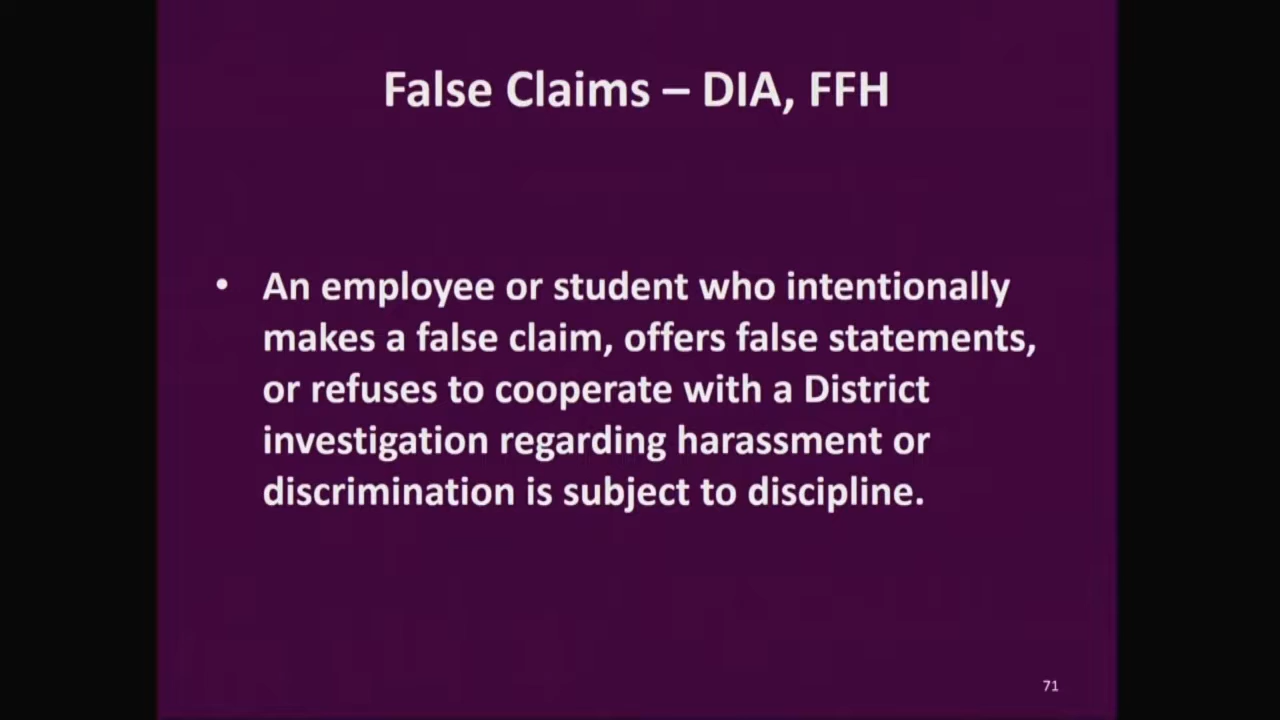 False Claims – DIA, FFH
• An employee or student who intentionally
makes a false claim, offers false statements,
or refuses to cooperate with a District
investigation regarding harassment or
discrimination is subject to discipline.
71